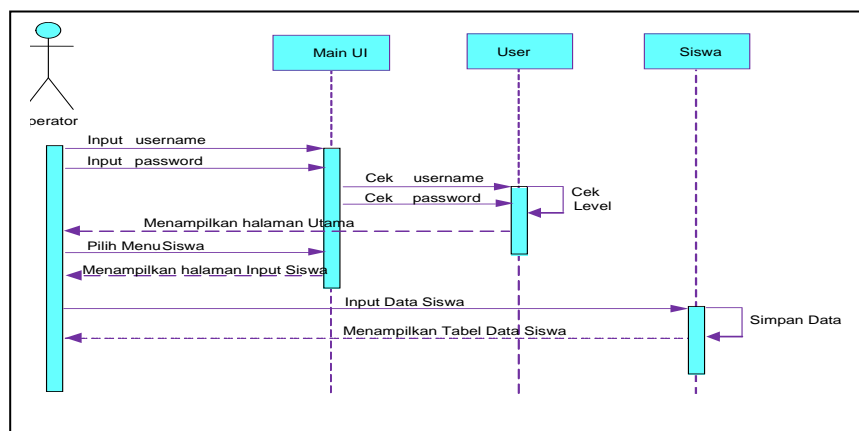 Main UI
User
Siswa
perator
Input username
Input password
Cek username
Cek password
Cek
Level
Menampilkan halaman Utama
Pilih Menu Siswa
Menampilkan halaman Input Siswa
Input Data Siswa
Simpan Data
Menampilkan Tabel Data Siswa